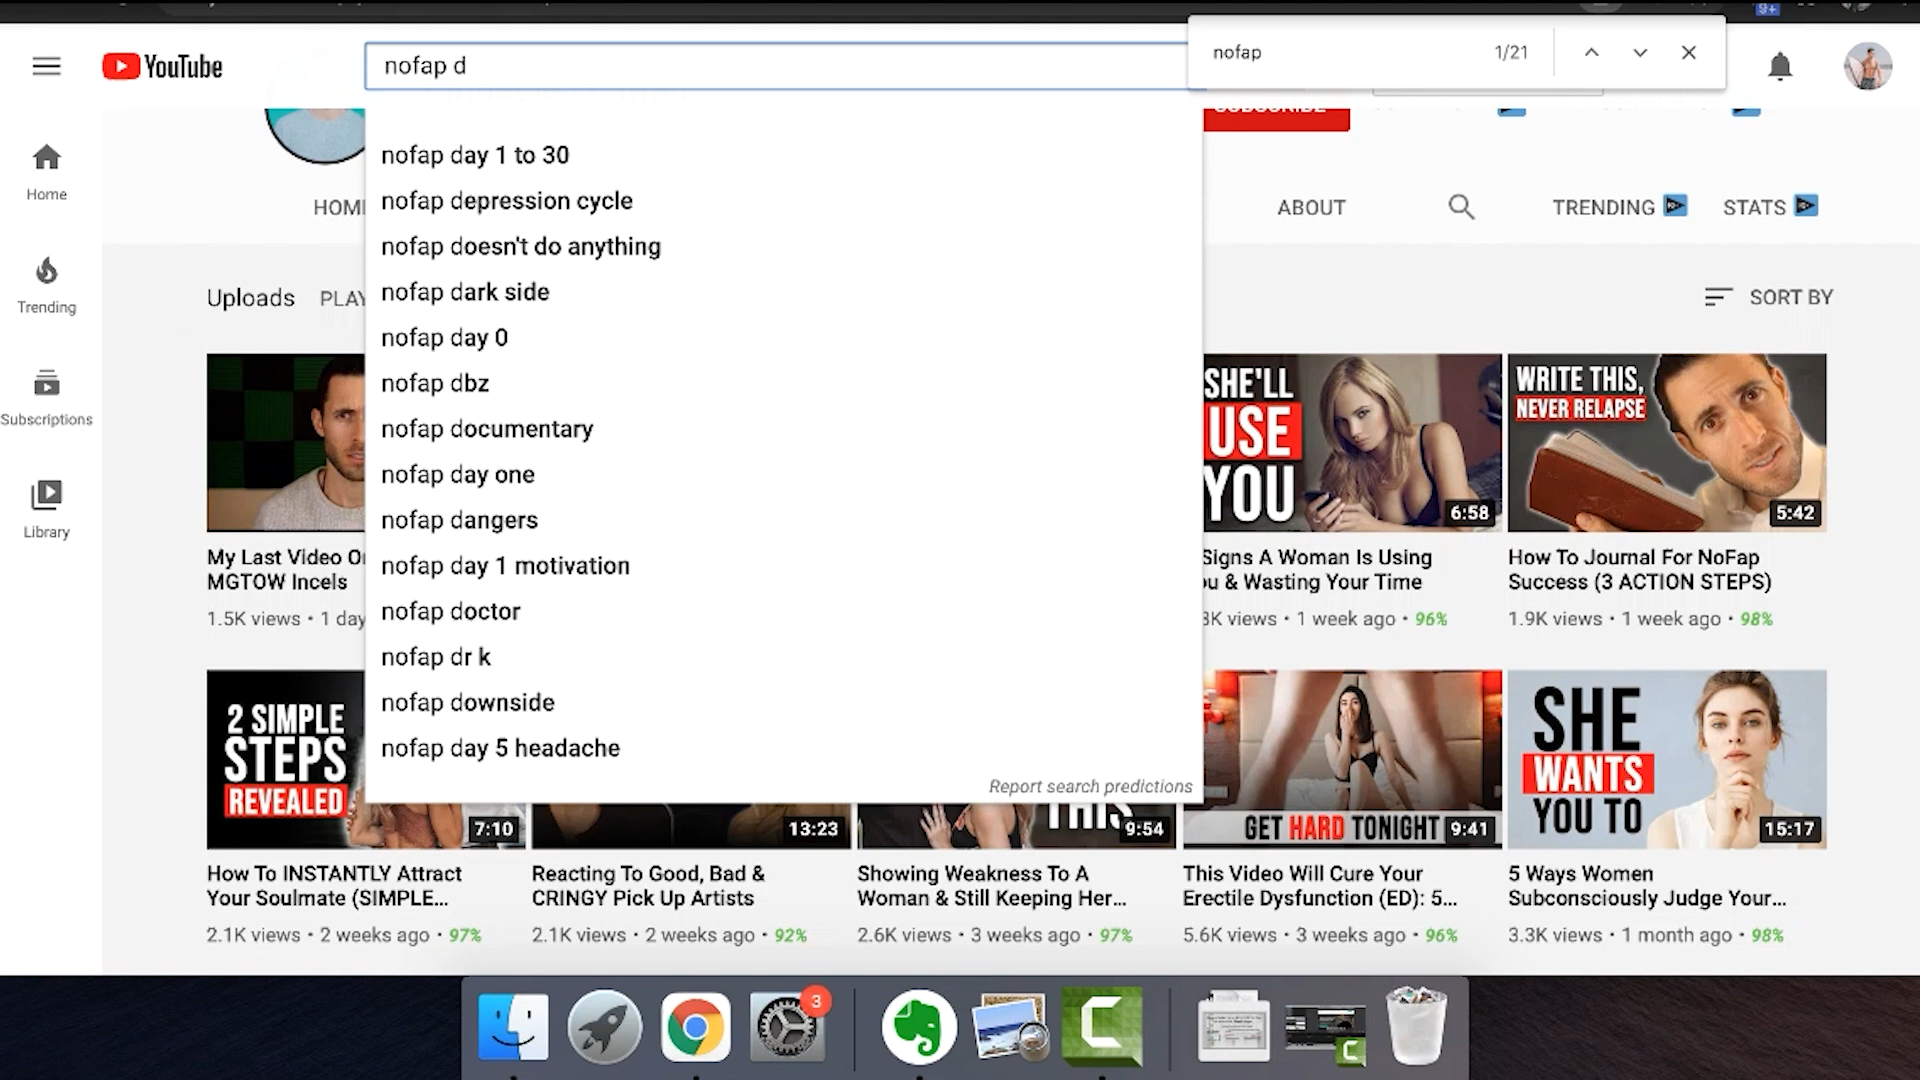 YouTube
nofap d
nofap
1/21
9+
Home
Trending
Subscriptions
Library
nofap day 1 to 30
nofap depression cycle
nofap doesn't do anything
nofap dark side
nofap day 0
nofap dbz
nofap documentary
nofap day one
nofap dangers
nofap day 1 motivation
nofap doctor
nofap dr k
nofap downside
nofap day 5 headache
Report search predictions
SUBSCRIBE
ABOUT
TRENDING
STATS
Uploads
SORT BY
SHE'LL
USE
YOU
6:58
WRITE THIS,
NEVER RELAPSE
5:42
My Last Video
MGTOW Incels
1.5K views • 1 day
Signs A Woman Is Using
& Wasting Your Time
K views • 1 week ago • 96%
How To Journal For NoFap
Success (3 ACTION STEPS)
1.9K views • 1 week ago • 98%
2 SIMPLE
STEPS
REVEALED
7:10
13:23
THIS
9:54
GET HARD TONIGHT
9:41
SHE
WANTS
YOU TO
15:17
How To INSTANTLY Attract
Your Soulmate (SIMPLE...
2.1K views • 2 weeks ago • 97%
Reacting To Good, Bad &
CRINGY Pick Up Artists
2.1K views • 2 weeks ago • 92%
Showing Weakness To A
Woman & Still Keeping Her...
2.6K views • 3 weeks ago • 97%
This Video Will Cure Your
Erectile Dysfunction (ED): 5...
5.6K views • 3 weeks ago • 96%
5 Ways Women
Subconsciously Judge Your...
3.3K views • 1 month ago • 98%
3